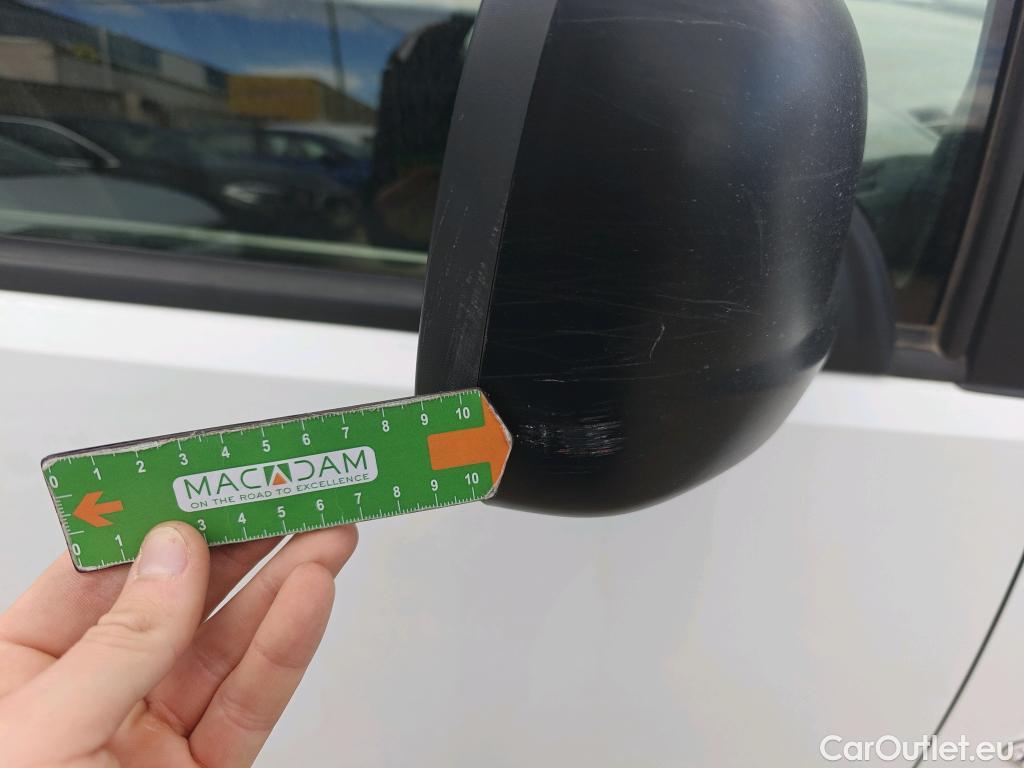 0 1 2 3 4 5 6 7 8 9 10
MACADAM
ON THE ROAD TO EXCELLENCE
0 1 3 4 5 6 7 8 9 10
CarOutlet.eu